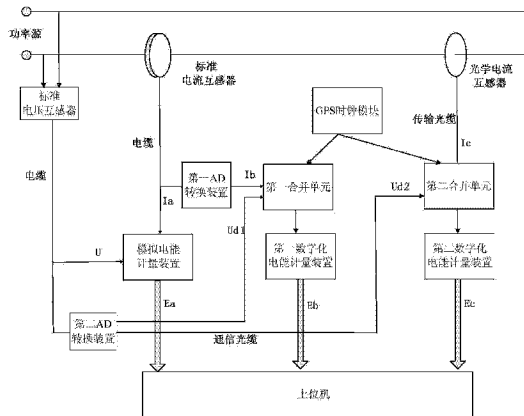 功率源
标准
电流互感器
光学电流
互感器
标准
电压互感器
GPS时钟模块
传输光缆
电缆
电缆
Ia
第一AD
转换装置
Ib
第一合并单元
Ic
第二合并单元
Ud1
Ud2
U
模拟电能
计量装置
第一数字化
电能计量装置
第二数字化
电能计量装置
Ea
Eb
Ec
第二AD
转换装置
通信光缆
上位机